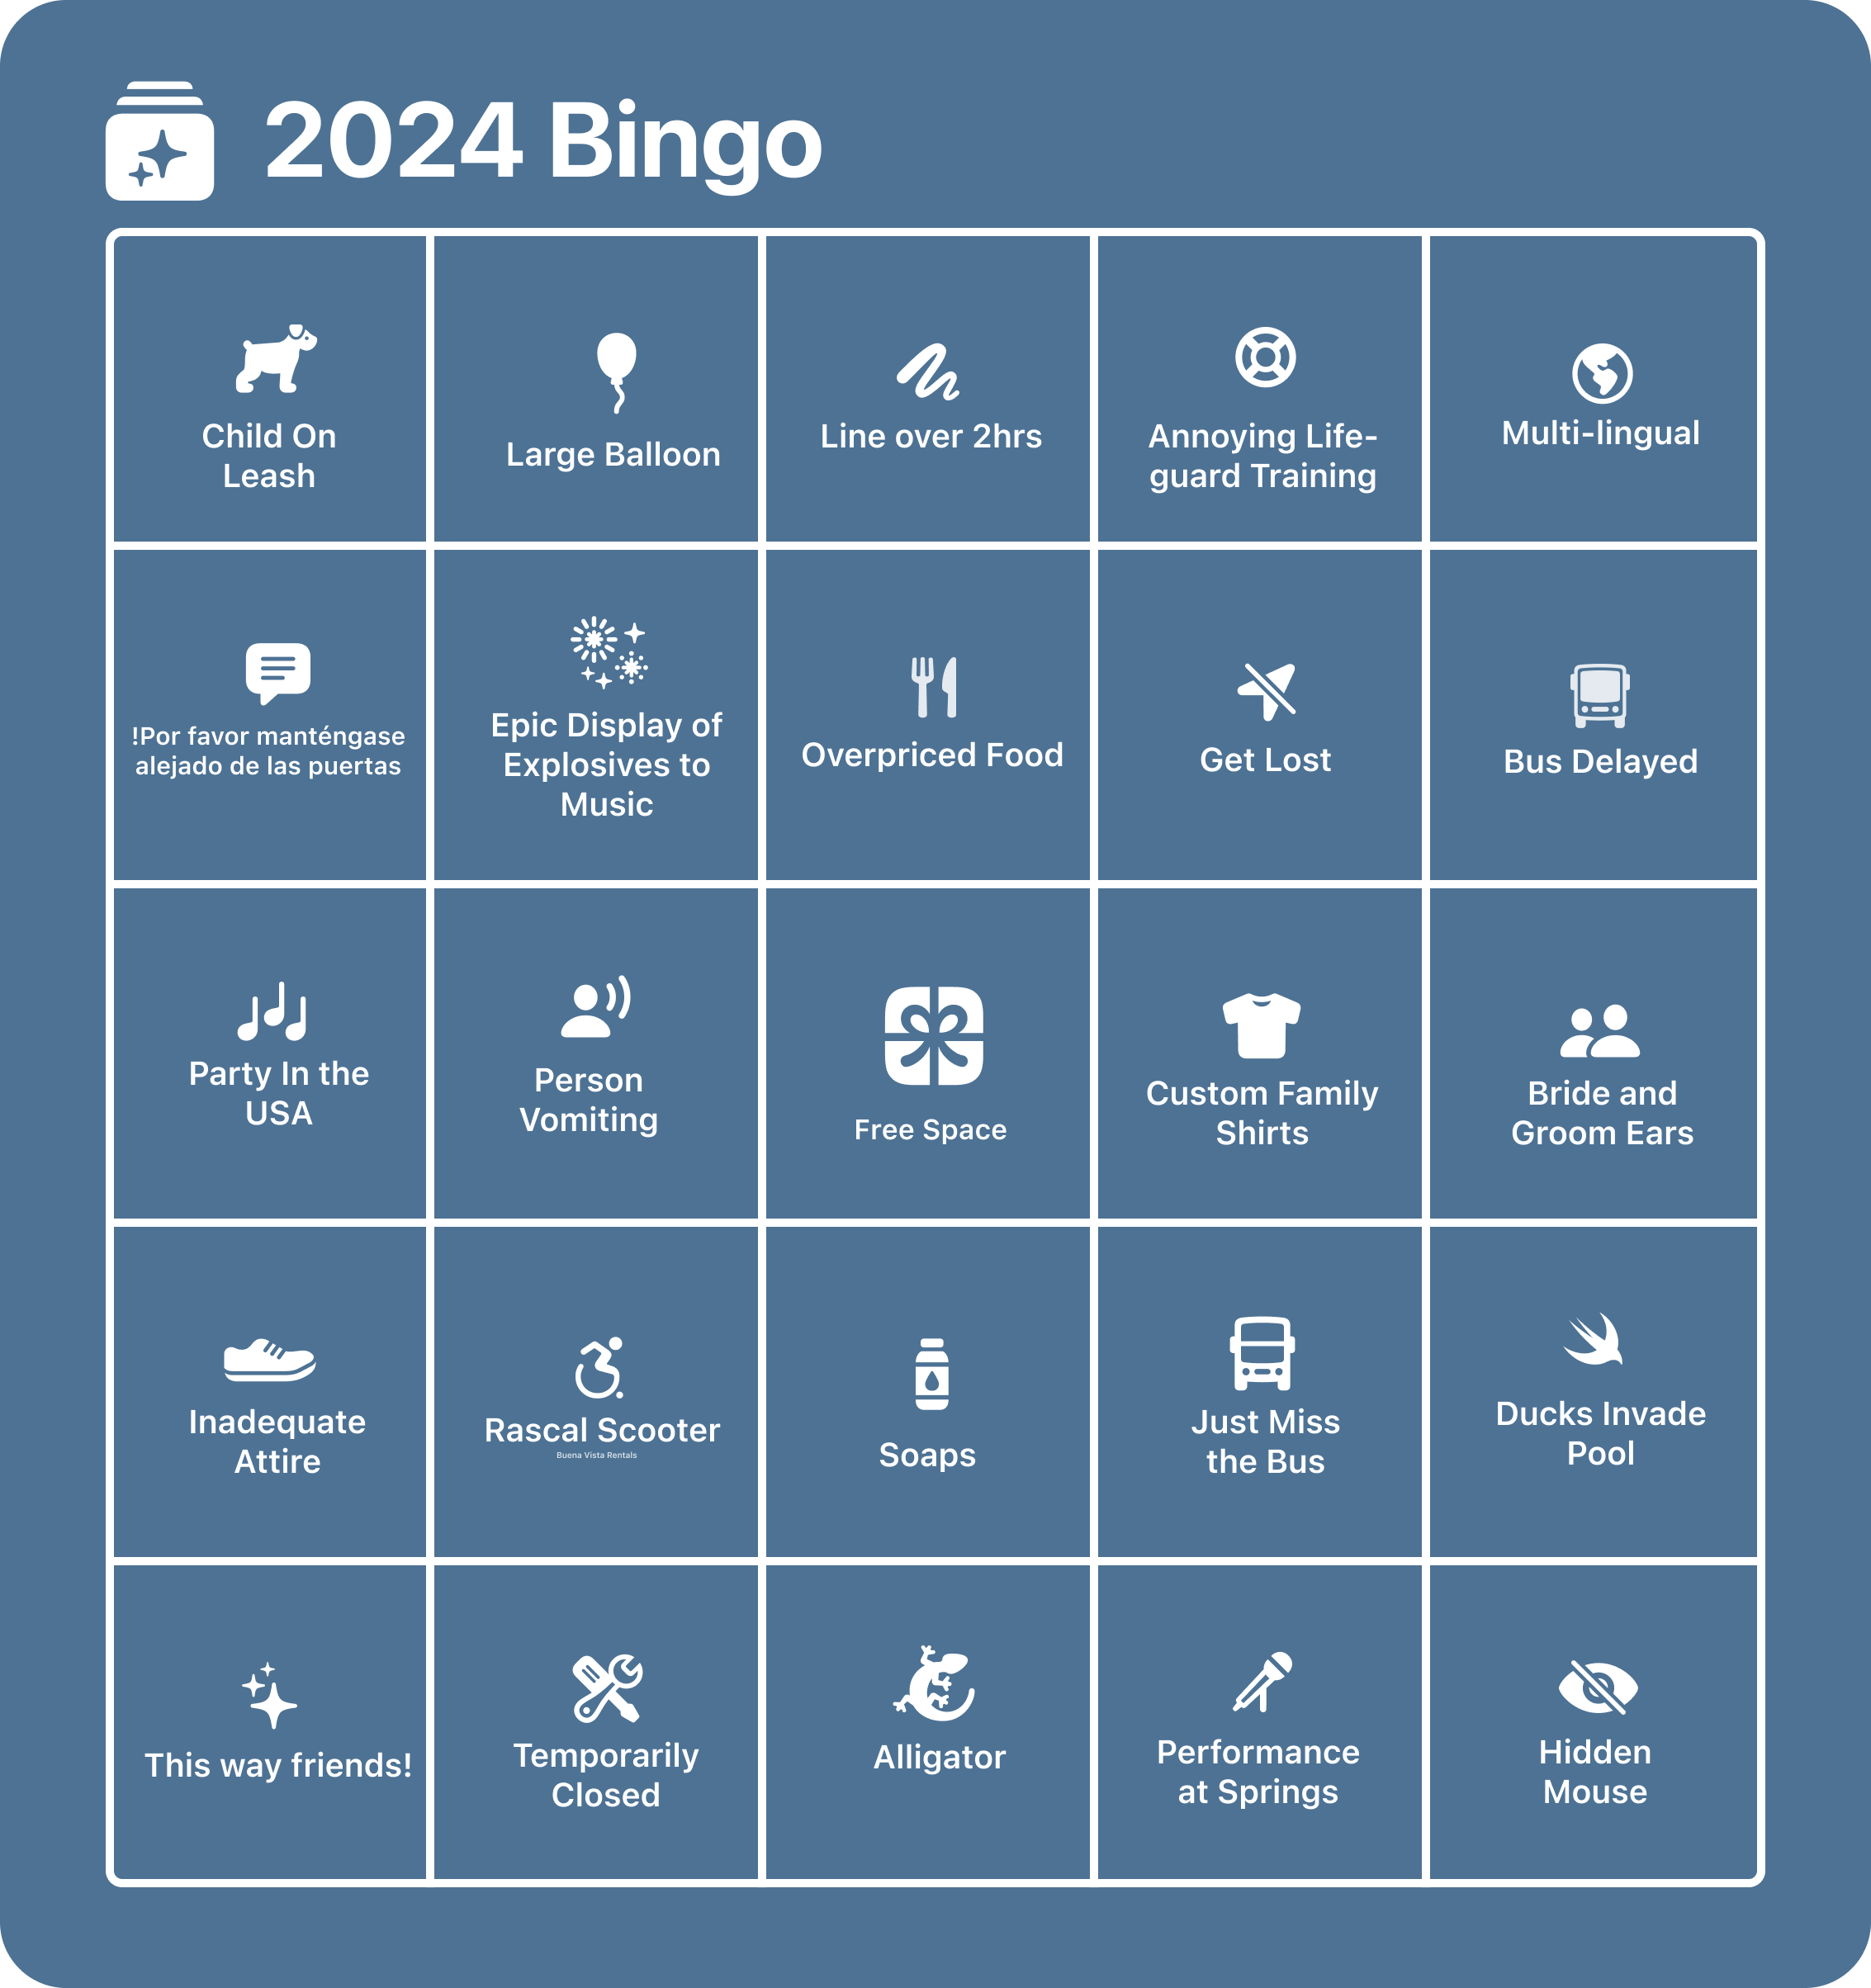 2024 Bingo
Child On
Leash
Large Balloon
Line over 2hrs
Annoying Life-
guard Training
Multi-lingual
!Por favor manténgase
alejado de las puertas
Epic Display of
Explosives to
Music
Overpriced Food
Get Lost
Bus Delayed
Party In the
USA
Person
Vomiting
Free Space
Custom Family
Shirts
Bride and
Groom Ears
Inadequate
Attire
Rascal Scooter
Buena Vista Rentals
Soaps
Just Miss
the Bus
Ducks Invade
Pool
This way friends!
Temporarily
Closed
Alligator
Performance
at Springs
Hidden
Mouse